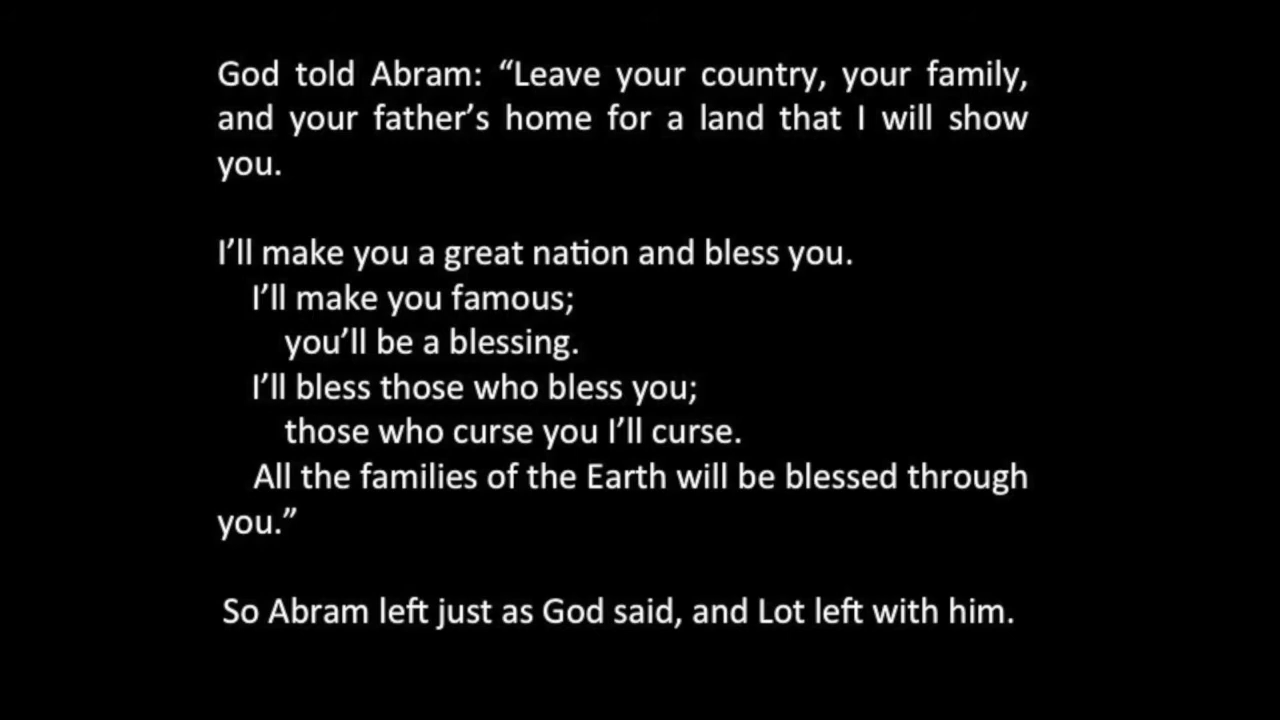 God told Abram: “Leave your country, your family,
and your father’s home for a land that I will show
you.
I’ll make you a great nation and bless you.
I’ll make you famous;
you’ll be a blessing.
I’ll bless those who bless you;
those who curse you I’ll curse.
All the families of the Earth will be blessed through
you.”
So Abram left just as God said, and Lot left with him.